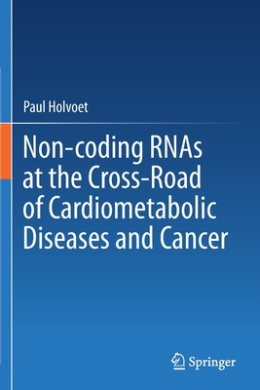 Paul Holvoet
Non-coding RNAs
at the Cross-Road
of Cardiometabolic
Diseases and Cancer
Springer